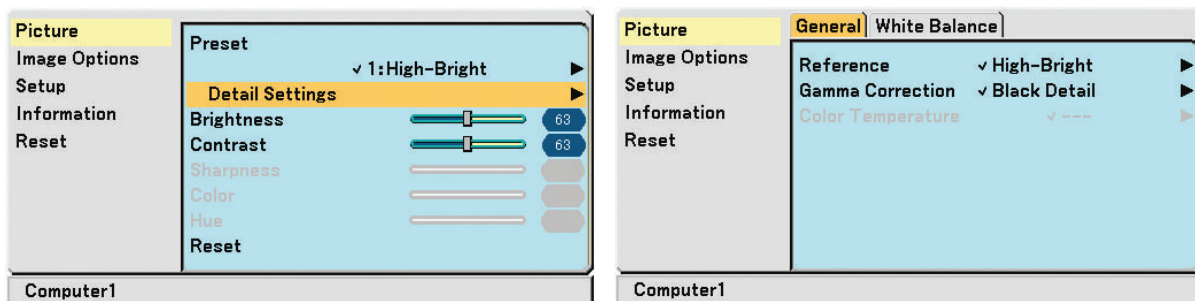 Picture
Image Options
Setup
Information
Reset
Preset
✓ 1:High-Bright ▶
Detail Settings ▶
Brightness 63
Contrast 63
Sharpness
Color
Hue
Reset
Computer1
Picture
Image Options
Setup
Information
Reset
General White Balance
Reference ✓ High-Bright ▶
Gamma Correction ✓ Black Detail ▶
Color Temperature ✓ --- ▶
Computer1